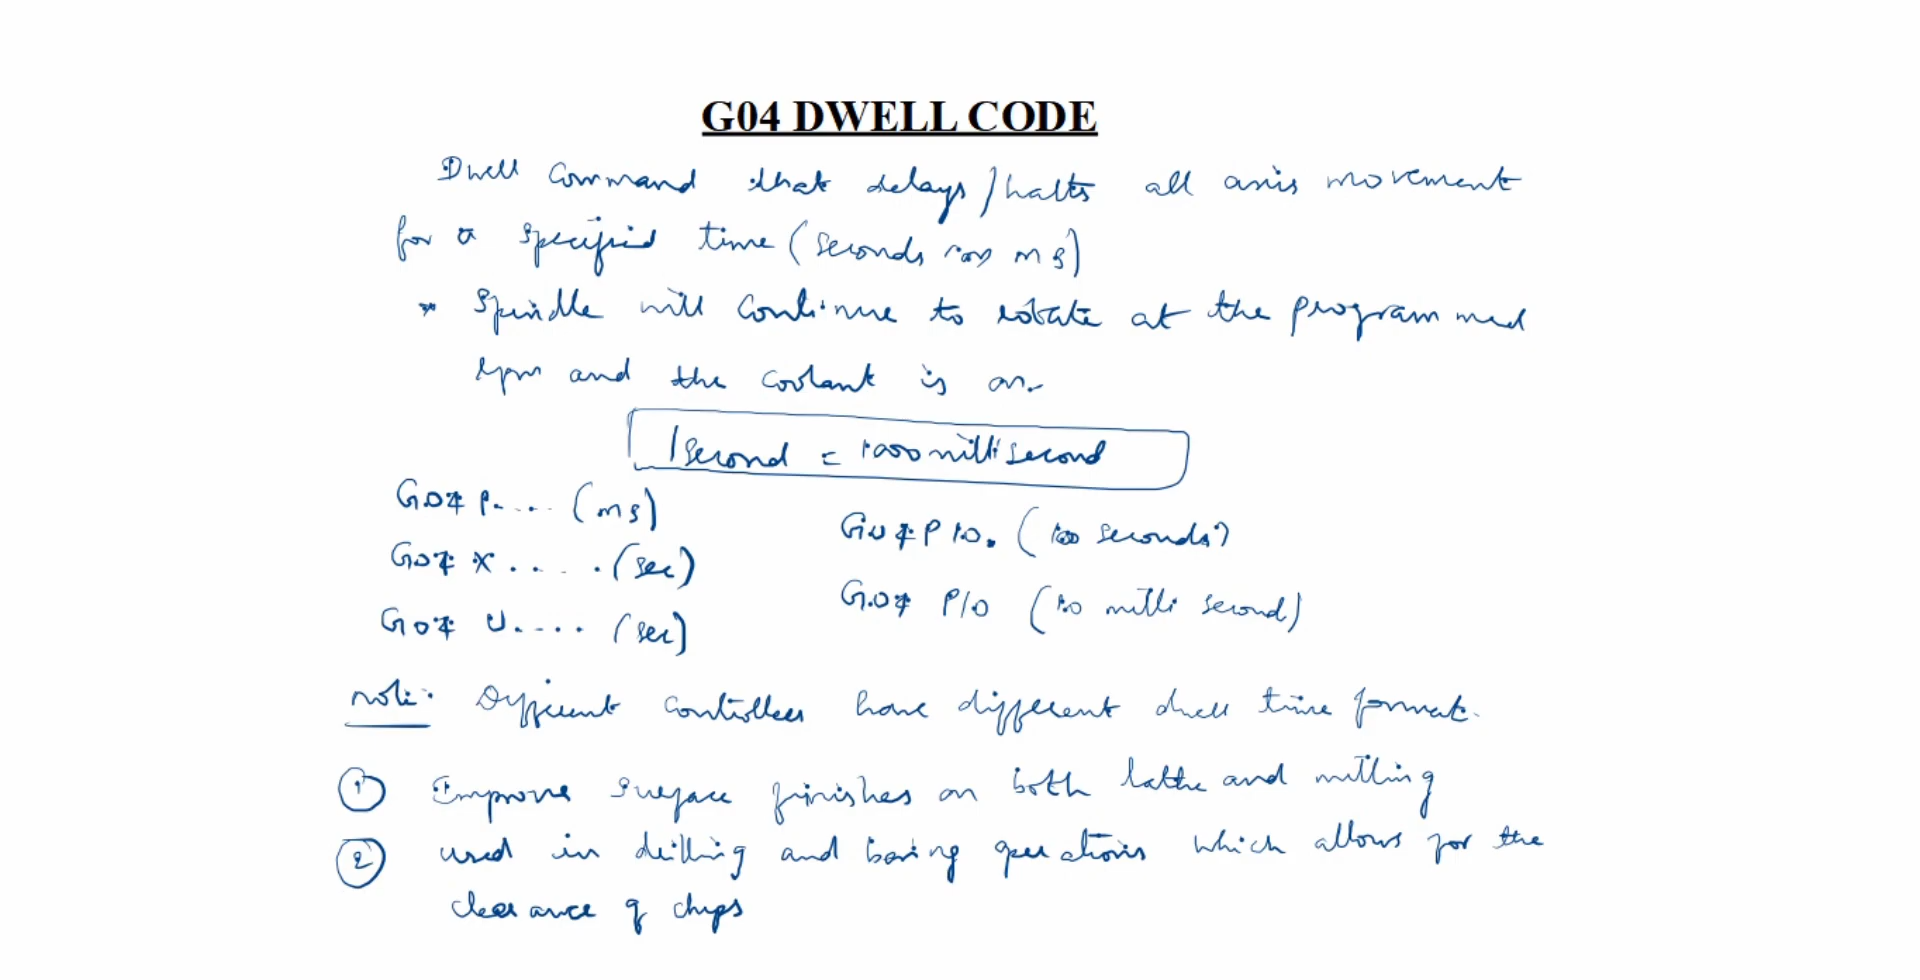 G04 DWELL CODE
Dwell Command that delays/halts all axis movement
for a specified time (seconds or ms)
* Spindle will Continue to rotate at the programmed
rpm and the coolant is on.
1 Second = 1000 milli second
G04 P.... (ms)
G04 X..... (sec)
G04 U..... (sec)
G04 P 10. (10 seconds)
G04 P10 (10 milli second)
Note: Different Controllers have different dwell time format.
① Improve surface finishes on both lathe and milling
② used in drilling and boring operations which allows for the
clearance of chips